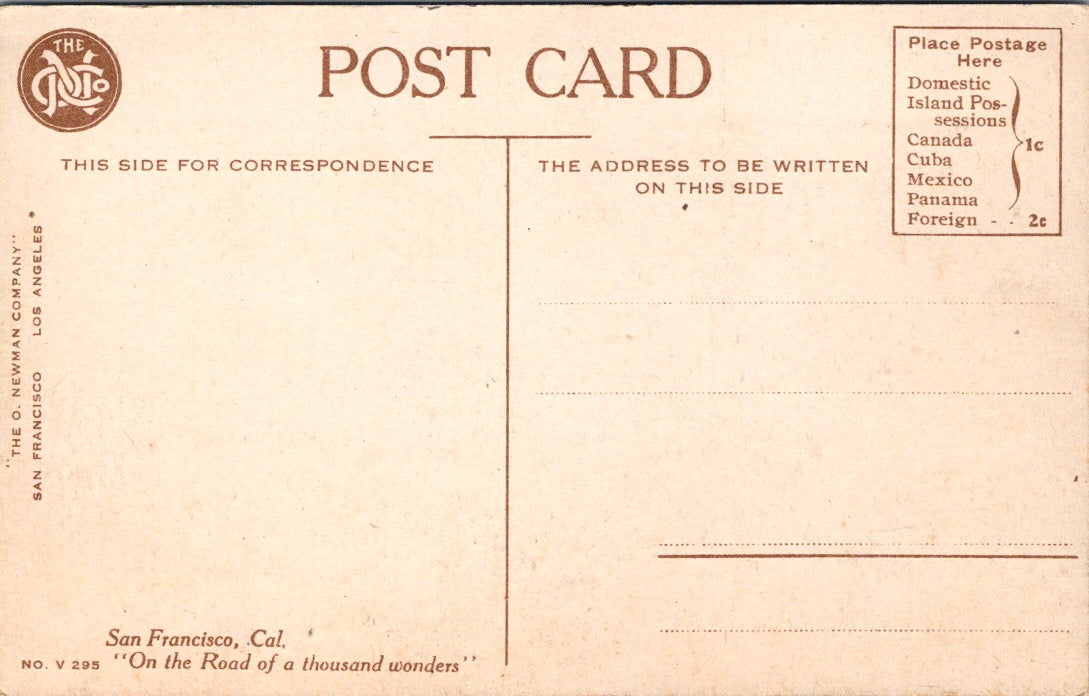 THE
ONCo
POST CARD
Place Postage
Here
Domestic
Island Pos-
sessions
Canada
Cuba
Mexico
Panama
1c
Foreign - - 2c
THIS SIDE FOR CORRESPONDENCE
THE ADDRESS TO BE WRITTEN
ON THIS SIDE
"THE O. NEWMAN COMPANY"
SAN FRANCISCO LOS ANGELES *
San Francisco, Cal.
NO. V 295 "On the Road of a thousand wonders"